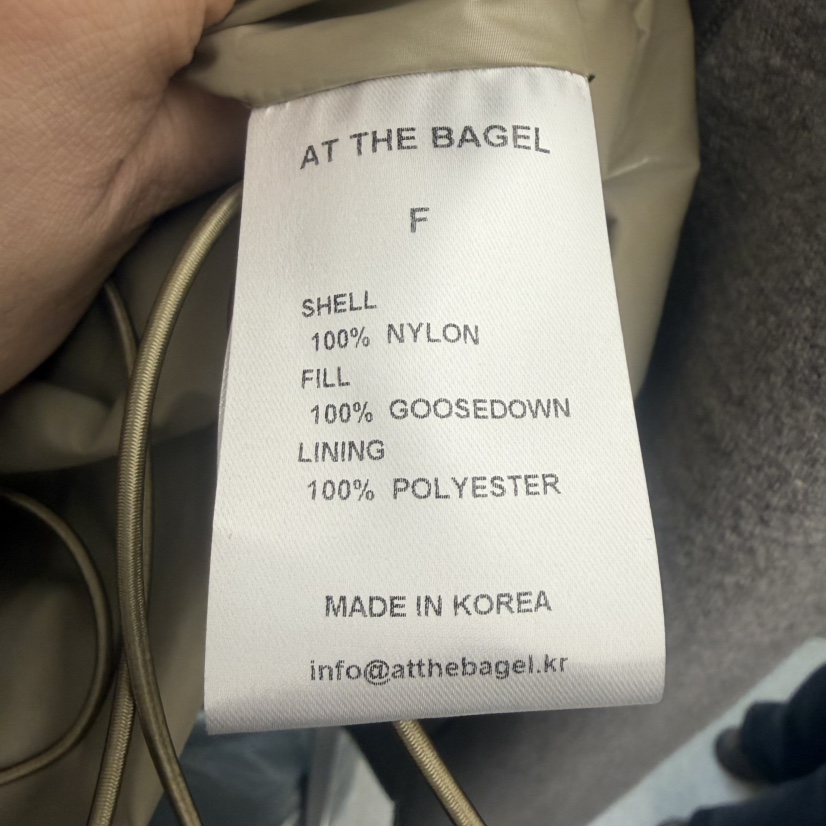 AT THE BAGEL
F
SHELL
100% NYLON
FILL
100% GOOSEDOWN
LINING
100% POLYESTER
MADE IN KOREA
info@atthebagel.kr